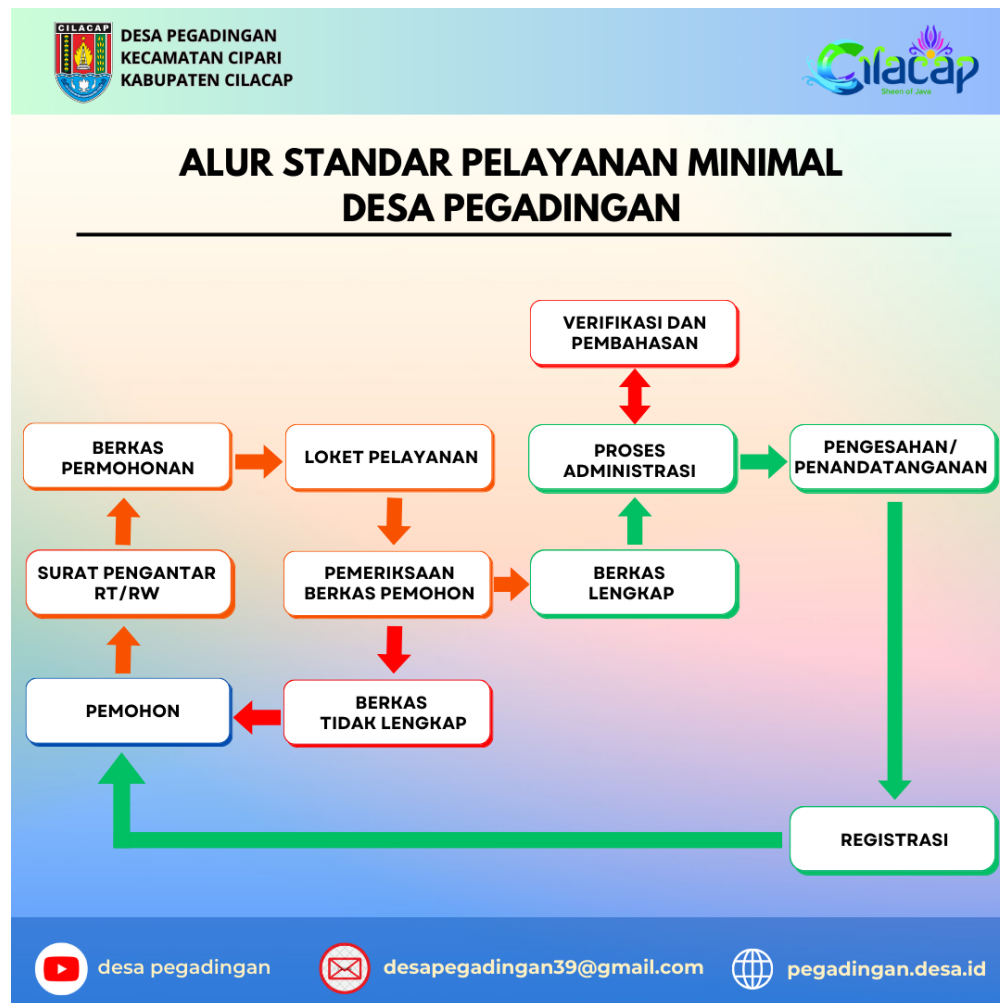 CILACAP
DESA PEGADINGAN
KECAMATAN CIPARI
KABUPATEN CILACAP
Cilacap
Sheen of Java
ALUR STANDAR PELAYANAN MINIMAL
DESA PEGADINGAN
VERIFIKASI DAN
PEMBAHASAN
BERKAS
PERMOHONAN
LOKET PELAYANAN
PROSES
ADMINISTRASI
PENGESAHAN/
PENANDATANGANAN
SURAT PENGANTAR
RT/RW
PEMERIKSAAN
BERKAS PEMOHON
BERKAS
LENGKAP
PEMOHON
BERKAS
TIDAK LENGKAP
REGISTRASI
desa pegadingan
desapegadingan39@gmail.com
pegadingan.desa.id